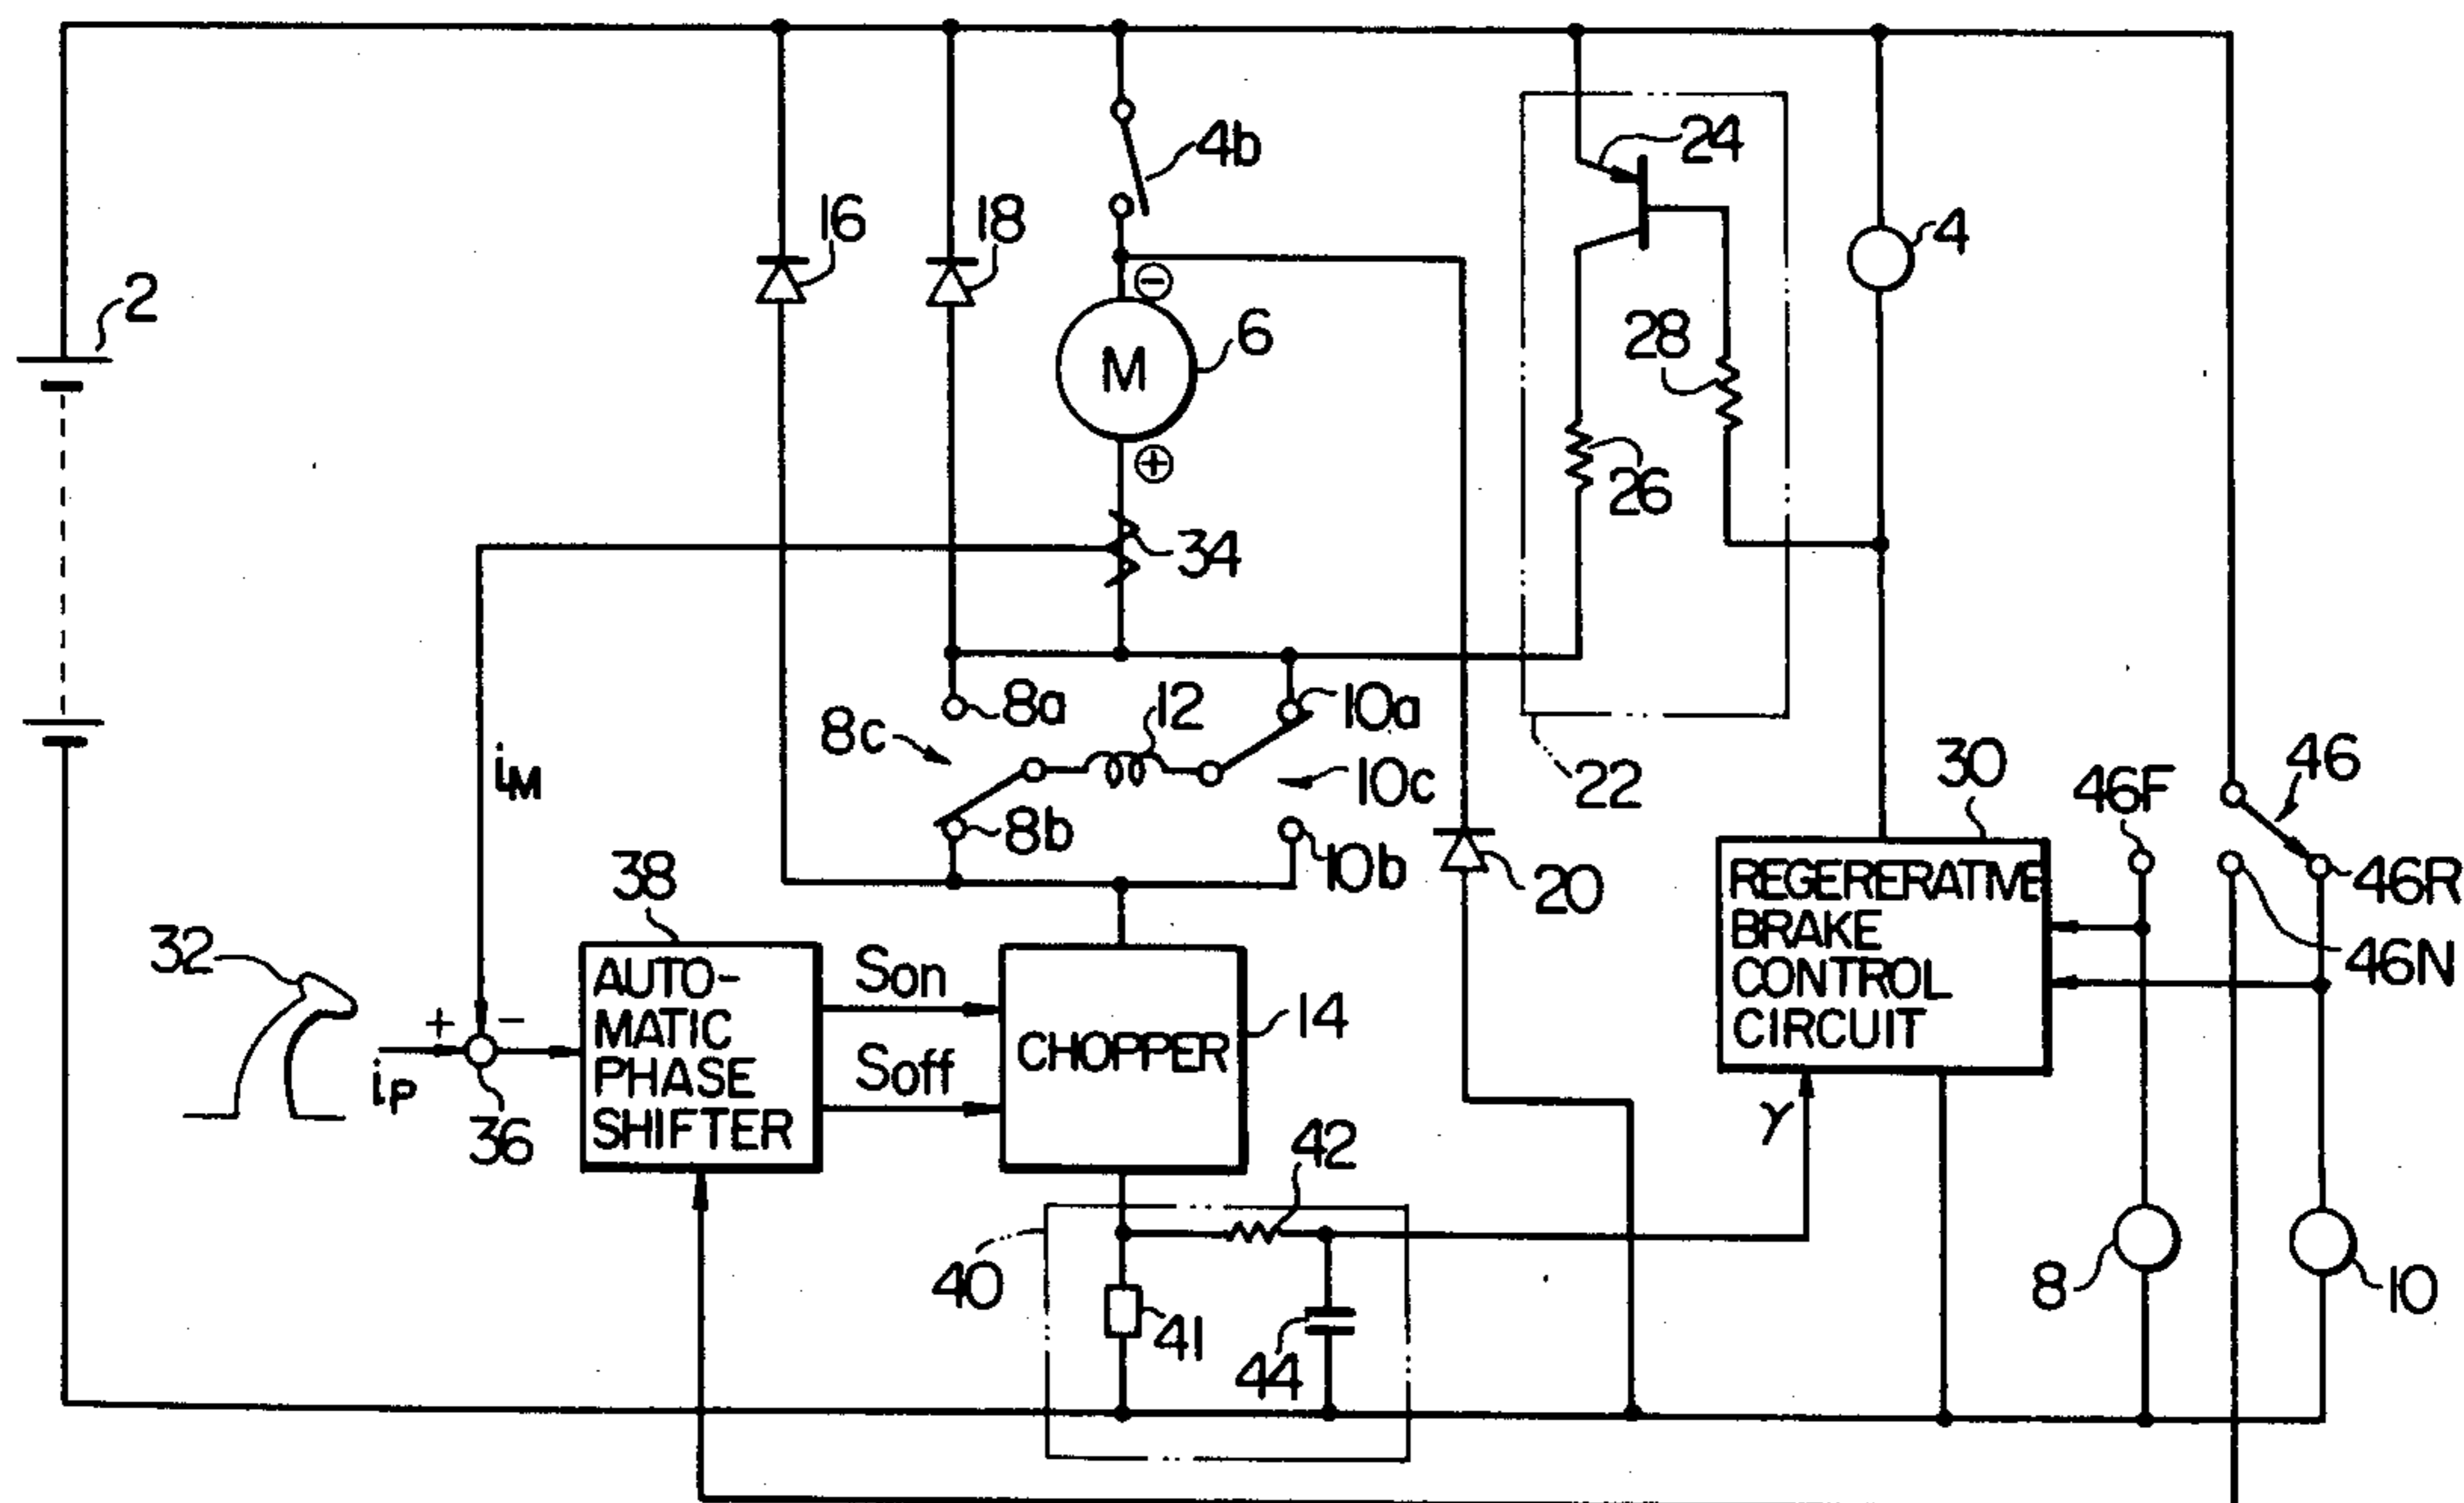 24
4b
16
18
4
2
⊖
6
28
M
⊕
26
34
8a
12
10a
8c
10c
22
30
46F
46
iM
8b
10b
20
46R
38
REGERERATIVE
BRAKE
CONTROL
CIRCUIT
46N
32
AUTO-
MATIC
PHASE
SHIFTER
Son
Soff
CHOPPER
14
+
-
iP
36
γ
42
40
41
44
8
10